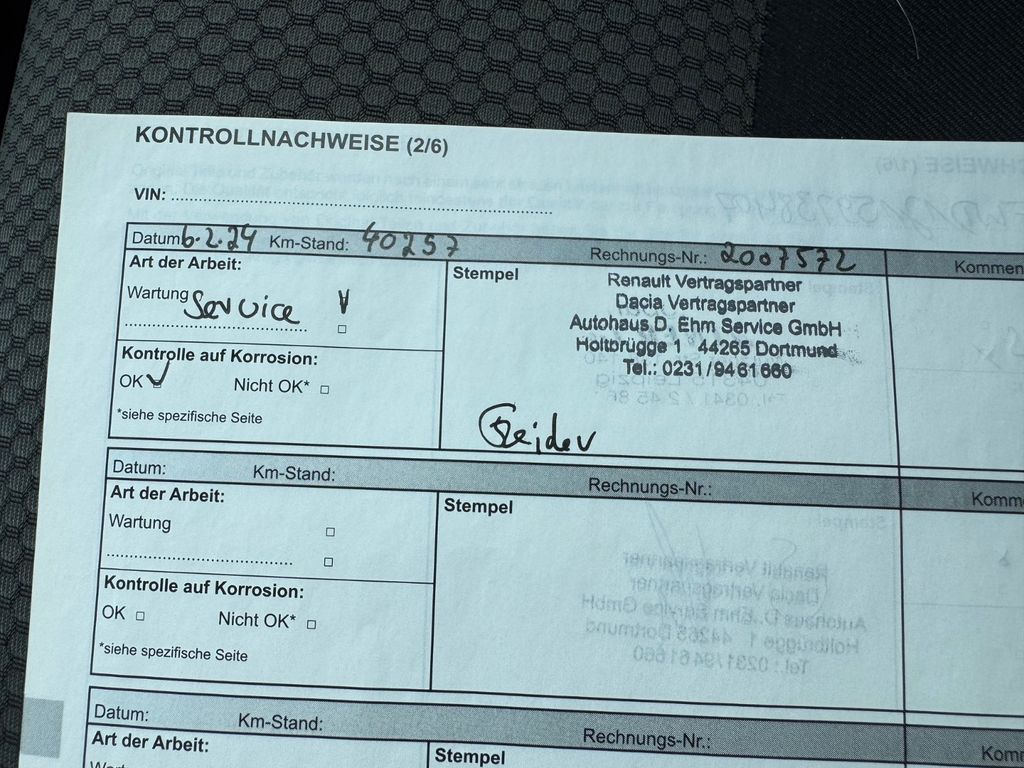 KONTROLLNACHWEISE (2/6)
VIN:
Datum 6.2.24 Km-Stand: 40257 Rechnungs-Nr.: 2007572 Kommen
Art der Arbeit:
Wartung Service
Kontrolle auf Korrosion:
OK Nicht OK*
*siehe spezifische Seite
Stempel
Renault Vertragspartner
Dacia Vertragspartner
Autohaus D. Ehm Service GmbH
Holtbrügge 1 44265 Dortmund
Tel.: 0231/9461660
Datum: Km-Stand: Rechnungs-Nr.: Komme
Art der Arbeit:
Wartung
Kontrolle auf Korrosion:
OK Nicht OK*
*siehe spezifische Seite
Stempel
Datum: Km-Stand: Rechnungs-Nr.: Komm
Art der Arbeit:
Stempel